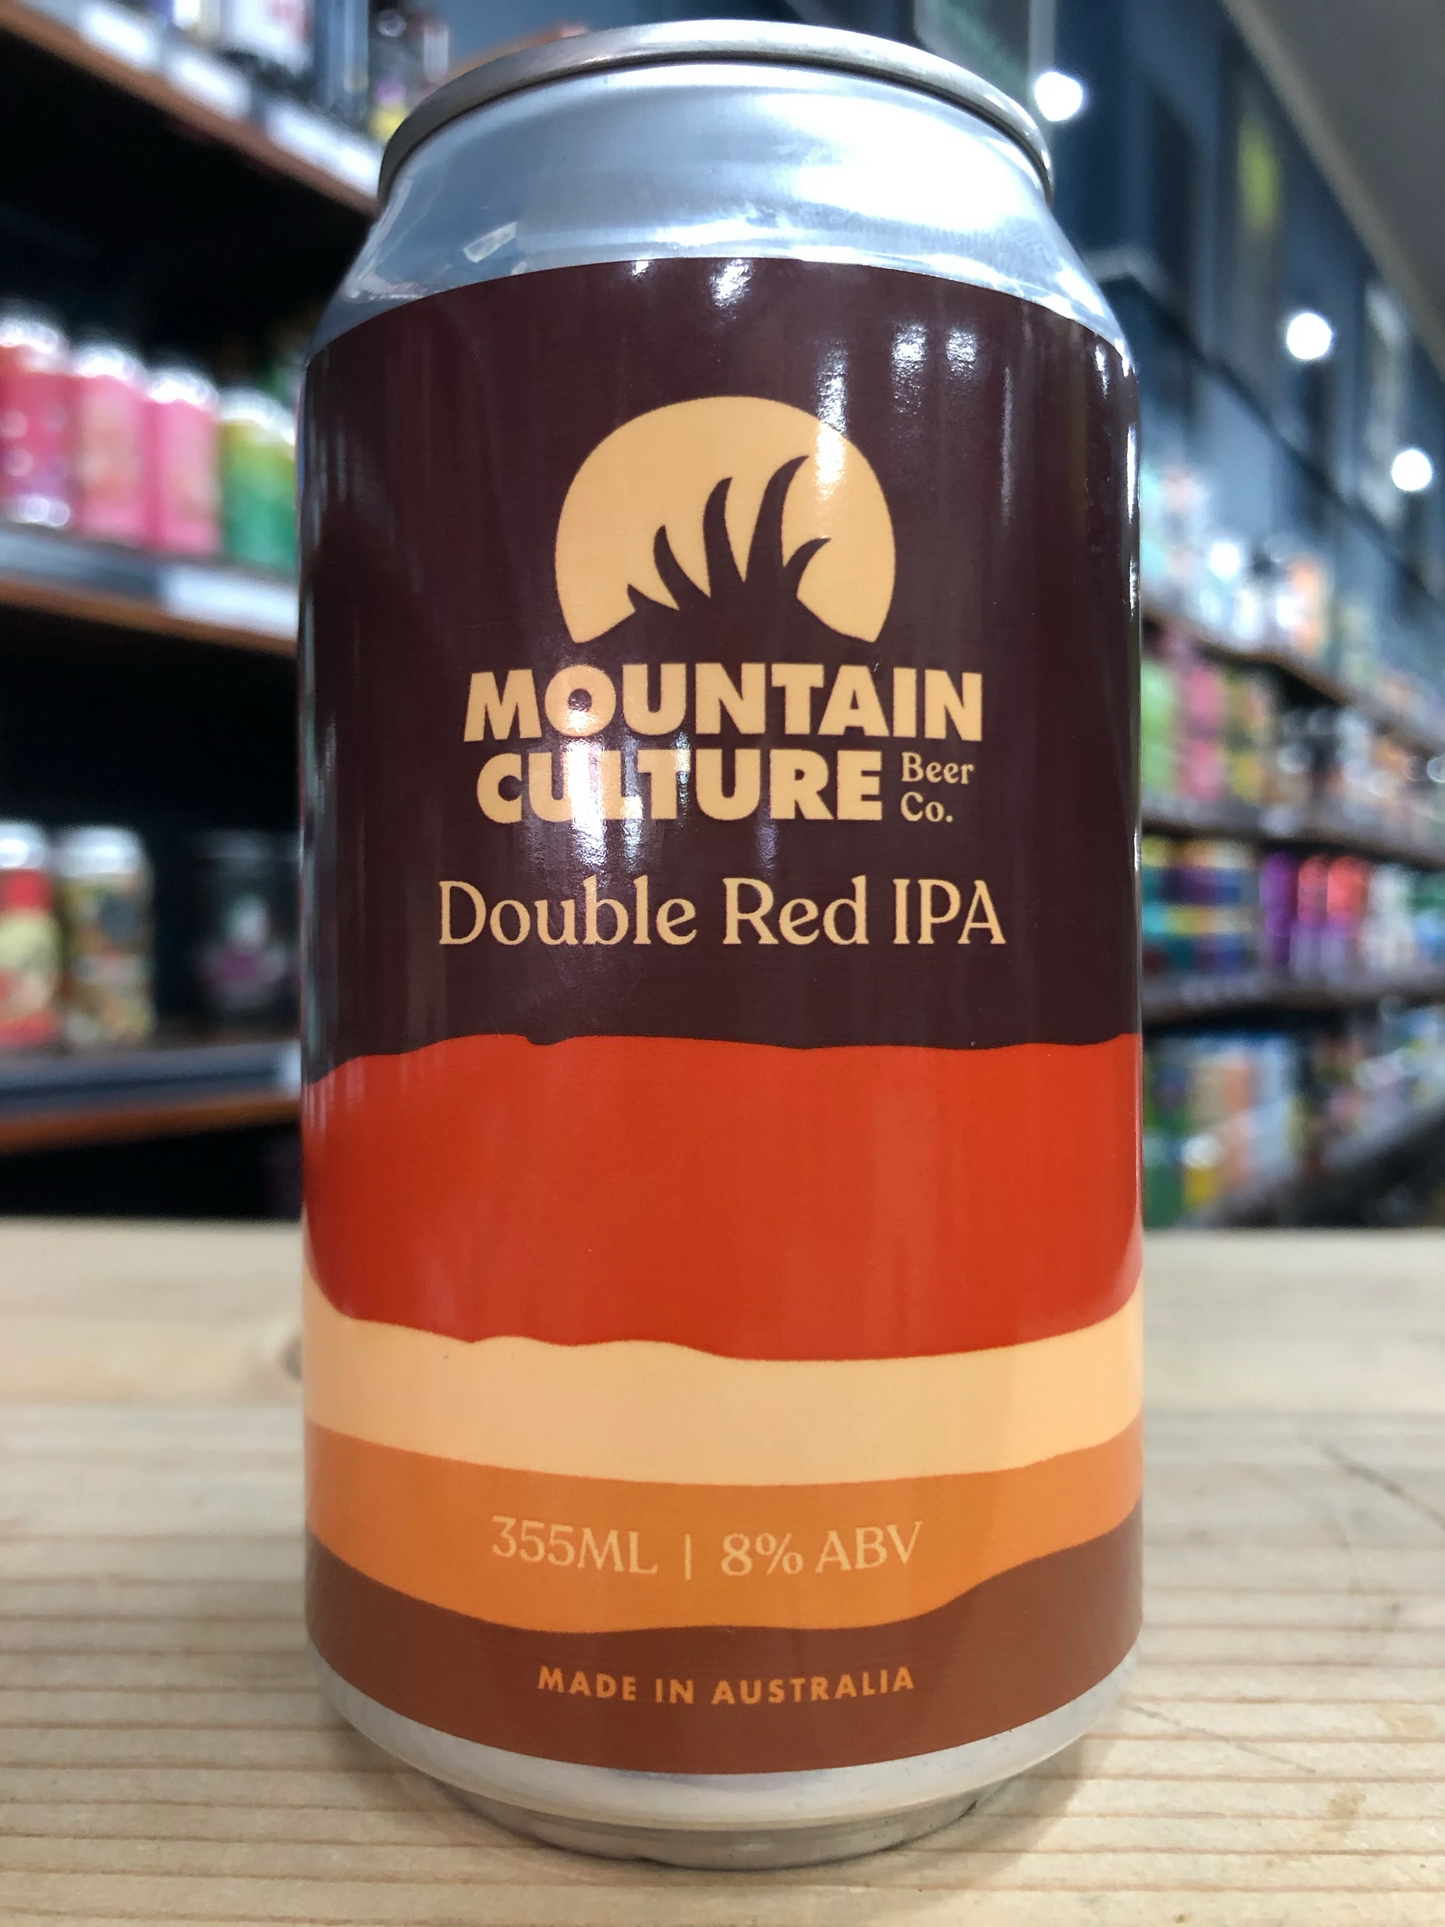 MOUNTAIN
CULTURE Beer
Co.
Double Red IPA
355ML | 8% ABV
MADE IN AUSTRALIA